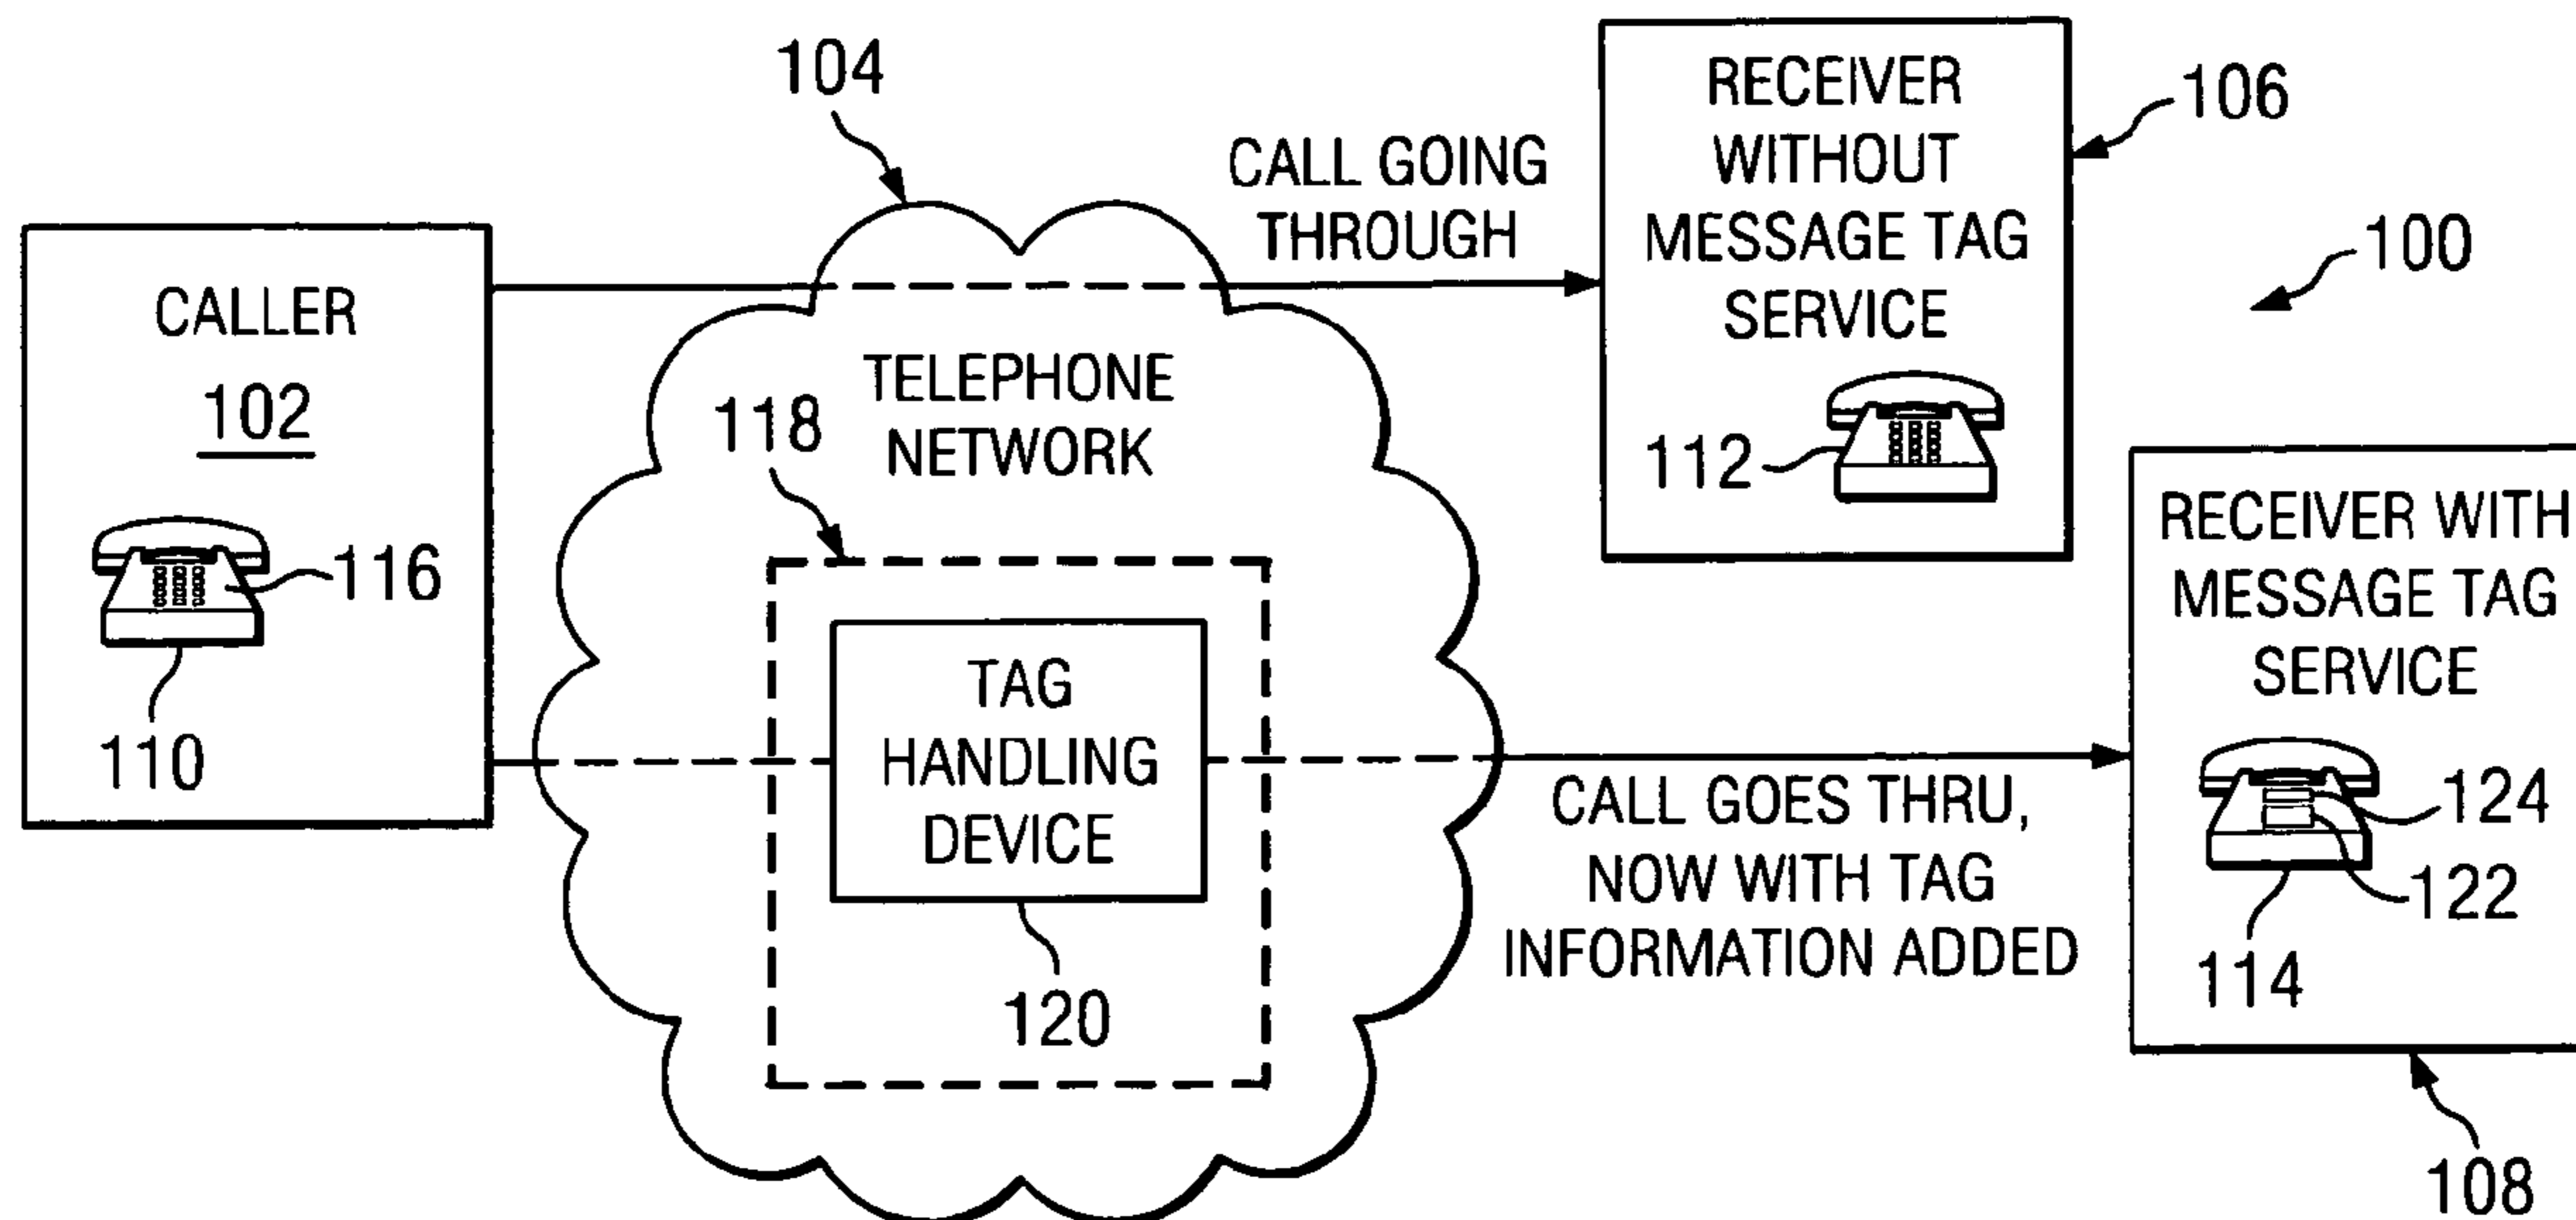 104
CALL GOING
THROUGH
RECEIVER
WITHOUT
MESSAGE TAG
SERVICE
112
106
100
CALLER
102
116
110
TELEPHONE
NETWORK
118
TAG
HANDLING
DEVICE
120
CALL GOES THRU,
NOW WITH TAG
INFORMATION ADDED
RECEIVER WITH
MESSAGE TAG
SERVICE
124
122
114
108